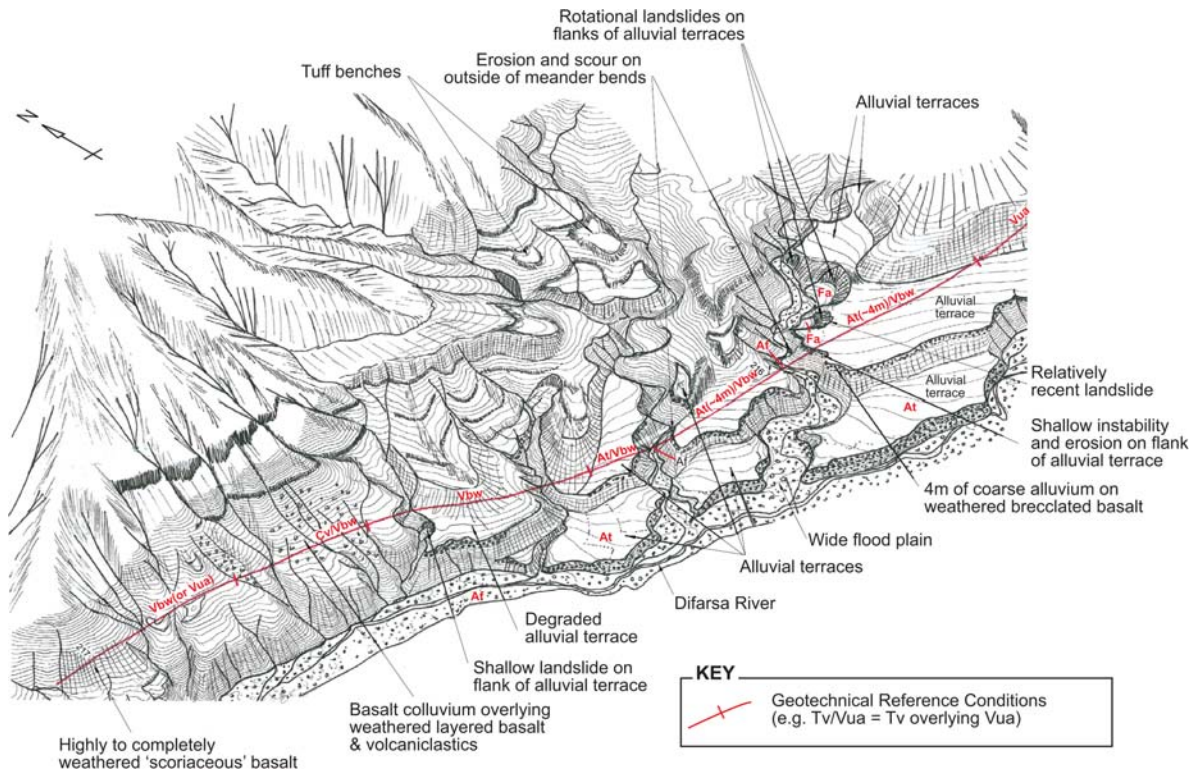 Rotational landslides on
flanks of alluvial terraces
Erosion and scour on
outside of meander bends
Tuff benches
Alluvial terraces
N
Vua
Fa
At(~4m)/Vbw
Alluvial
terrace
Fa
Af
At(~4m)/Vbw
Relatively
recent landslide
Alluvial
terrace
At
Shallow instability
and erosion on flank
of alluvial terrace
At/Vbw
Af
Vbw
4m of coarse alluvium on
weathered brecclated basalt
Cv/Vbw
Wide flood plain
At
Alluvial terraces
Vbw(or Vua)
Af
Difarsa River
Degraded
alluvial terrace
Shallow landslide on
flank of alluvial terrace
Basalt colluvium overlying
weathered layered basalt
& volcaniclastics
Highly to completely
weathered 'scoriaceous' basalt
KEY
Geotechnical Reference Conditions
(e.g. Tv/Vua = Tv overlying Vua)